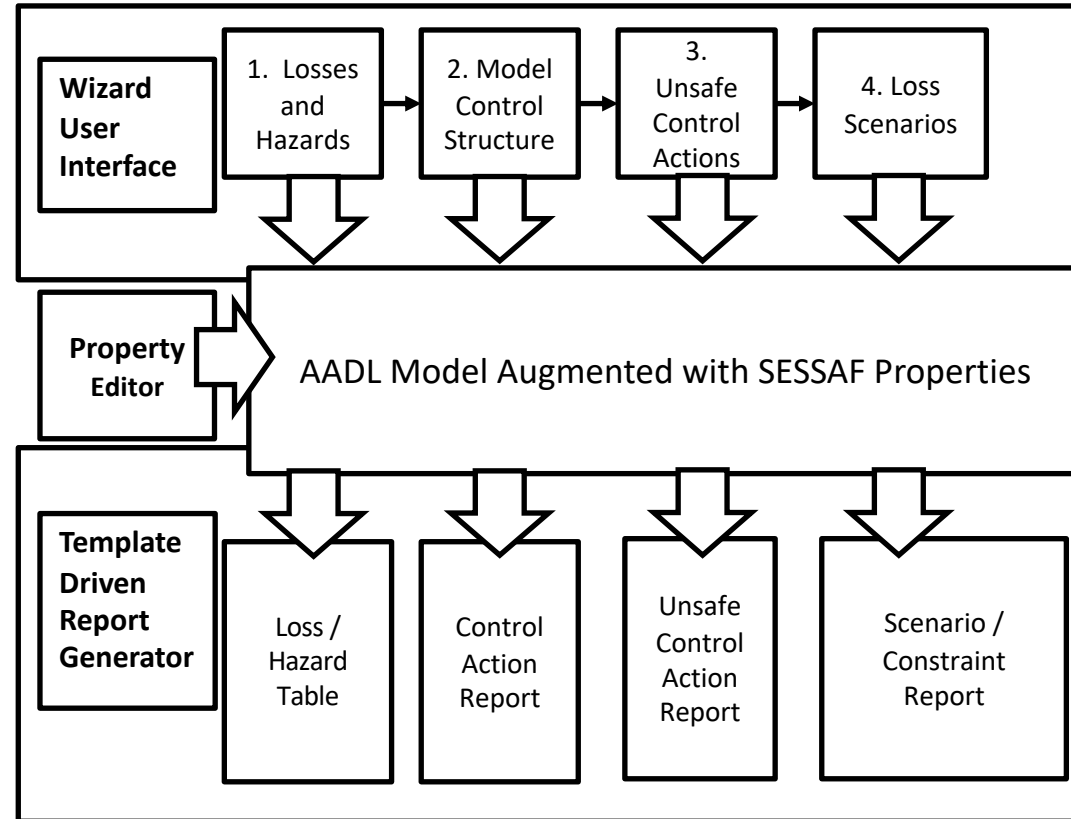 Wizard
User
Interface
1. Losses
and
Hazards
2. Model
Control
Structure
3.
Unsafe
Control
Actions
4. Loss
Scenarios
Property
Editor
AADL Model Augmented with SESSAF Properties
Template
Driven
Report
Generator
Loss /
Hazard
Table
Control
Action
Report
Unsafe
Control
Action
Report
Scenario /
Constraint
Report